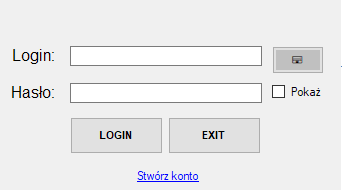 Login:
Hasło:
Pokaż
LOGIN
EXIT
Stwórz konto